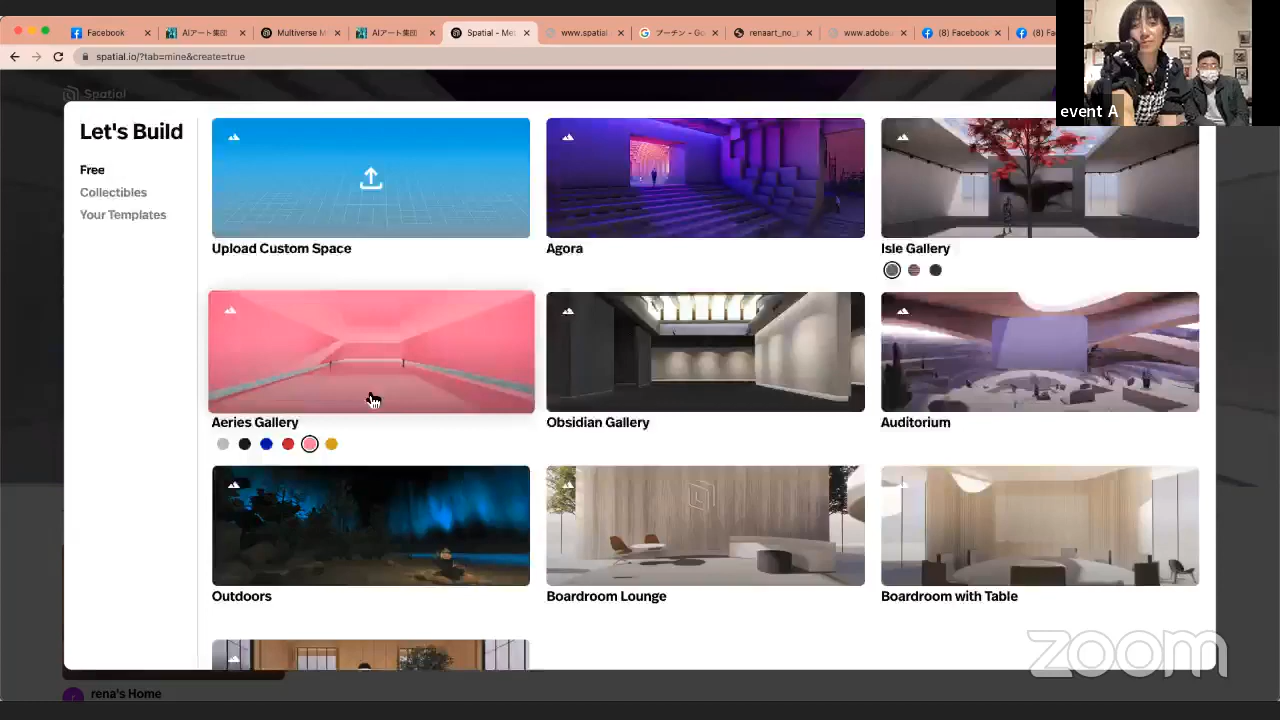 Facebook
AIアート集団
Multiverse M
AIアート集団
Spatial - Met
www.spatial
プーチン - Go
renaart_no_
www.adobe.
(8) Facebook
(8) Fa
spatial.io/?tab=mine&create=true
Spatial
event A
Let's Build
Free
Collectibles
Your Templates
Upload Custom Space
Agora
Isle Gallery
Aeries Gallery
Obsidian Gallery
Auditorium
Outdoors
Boardroom Lounge
Boardroom with Table
zoom
r
rena's Home